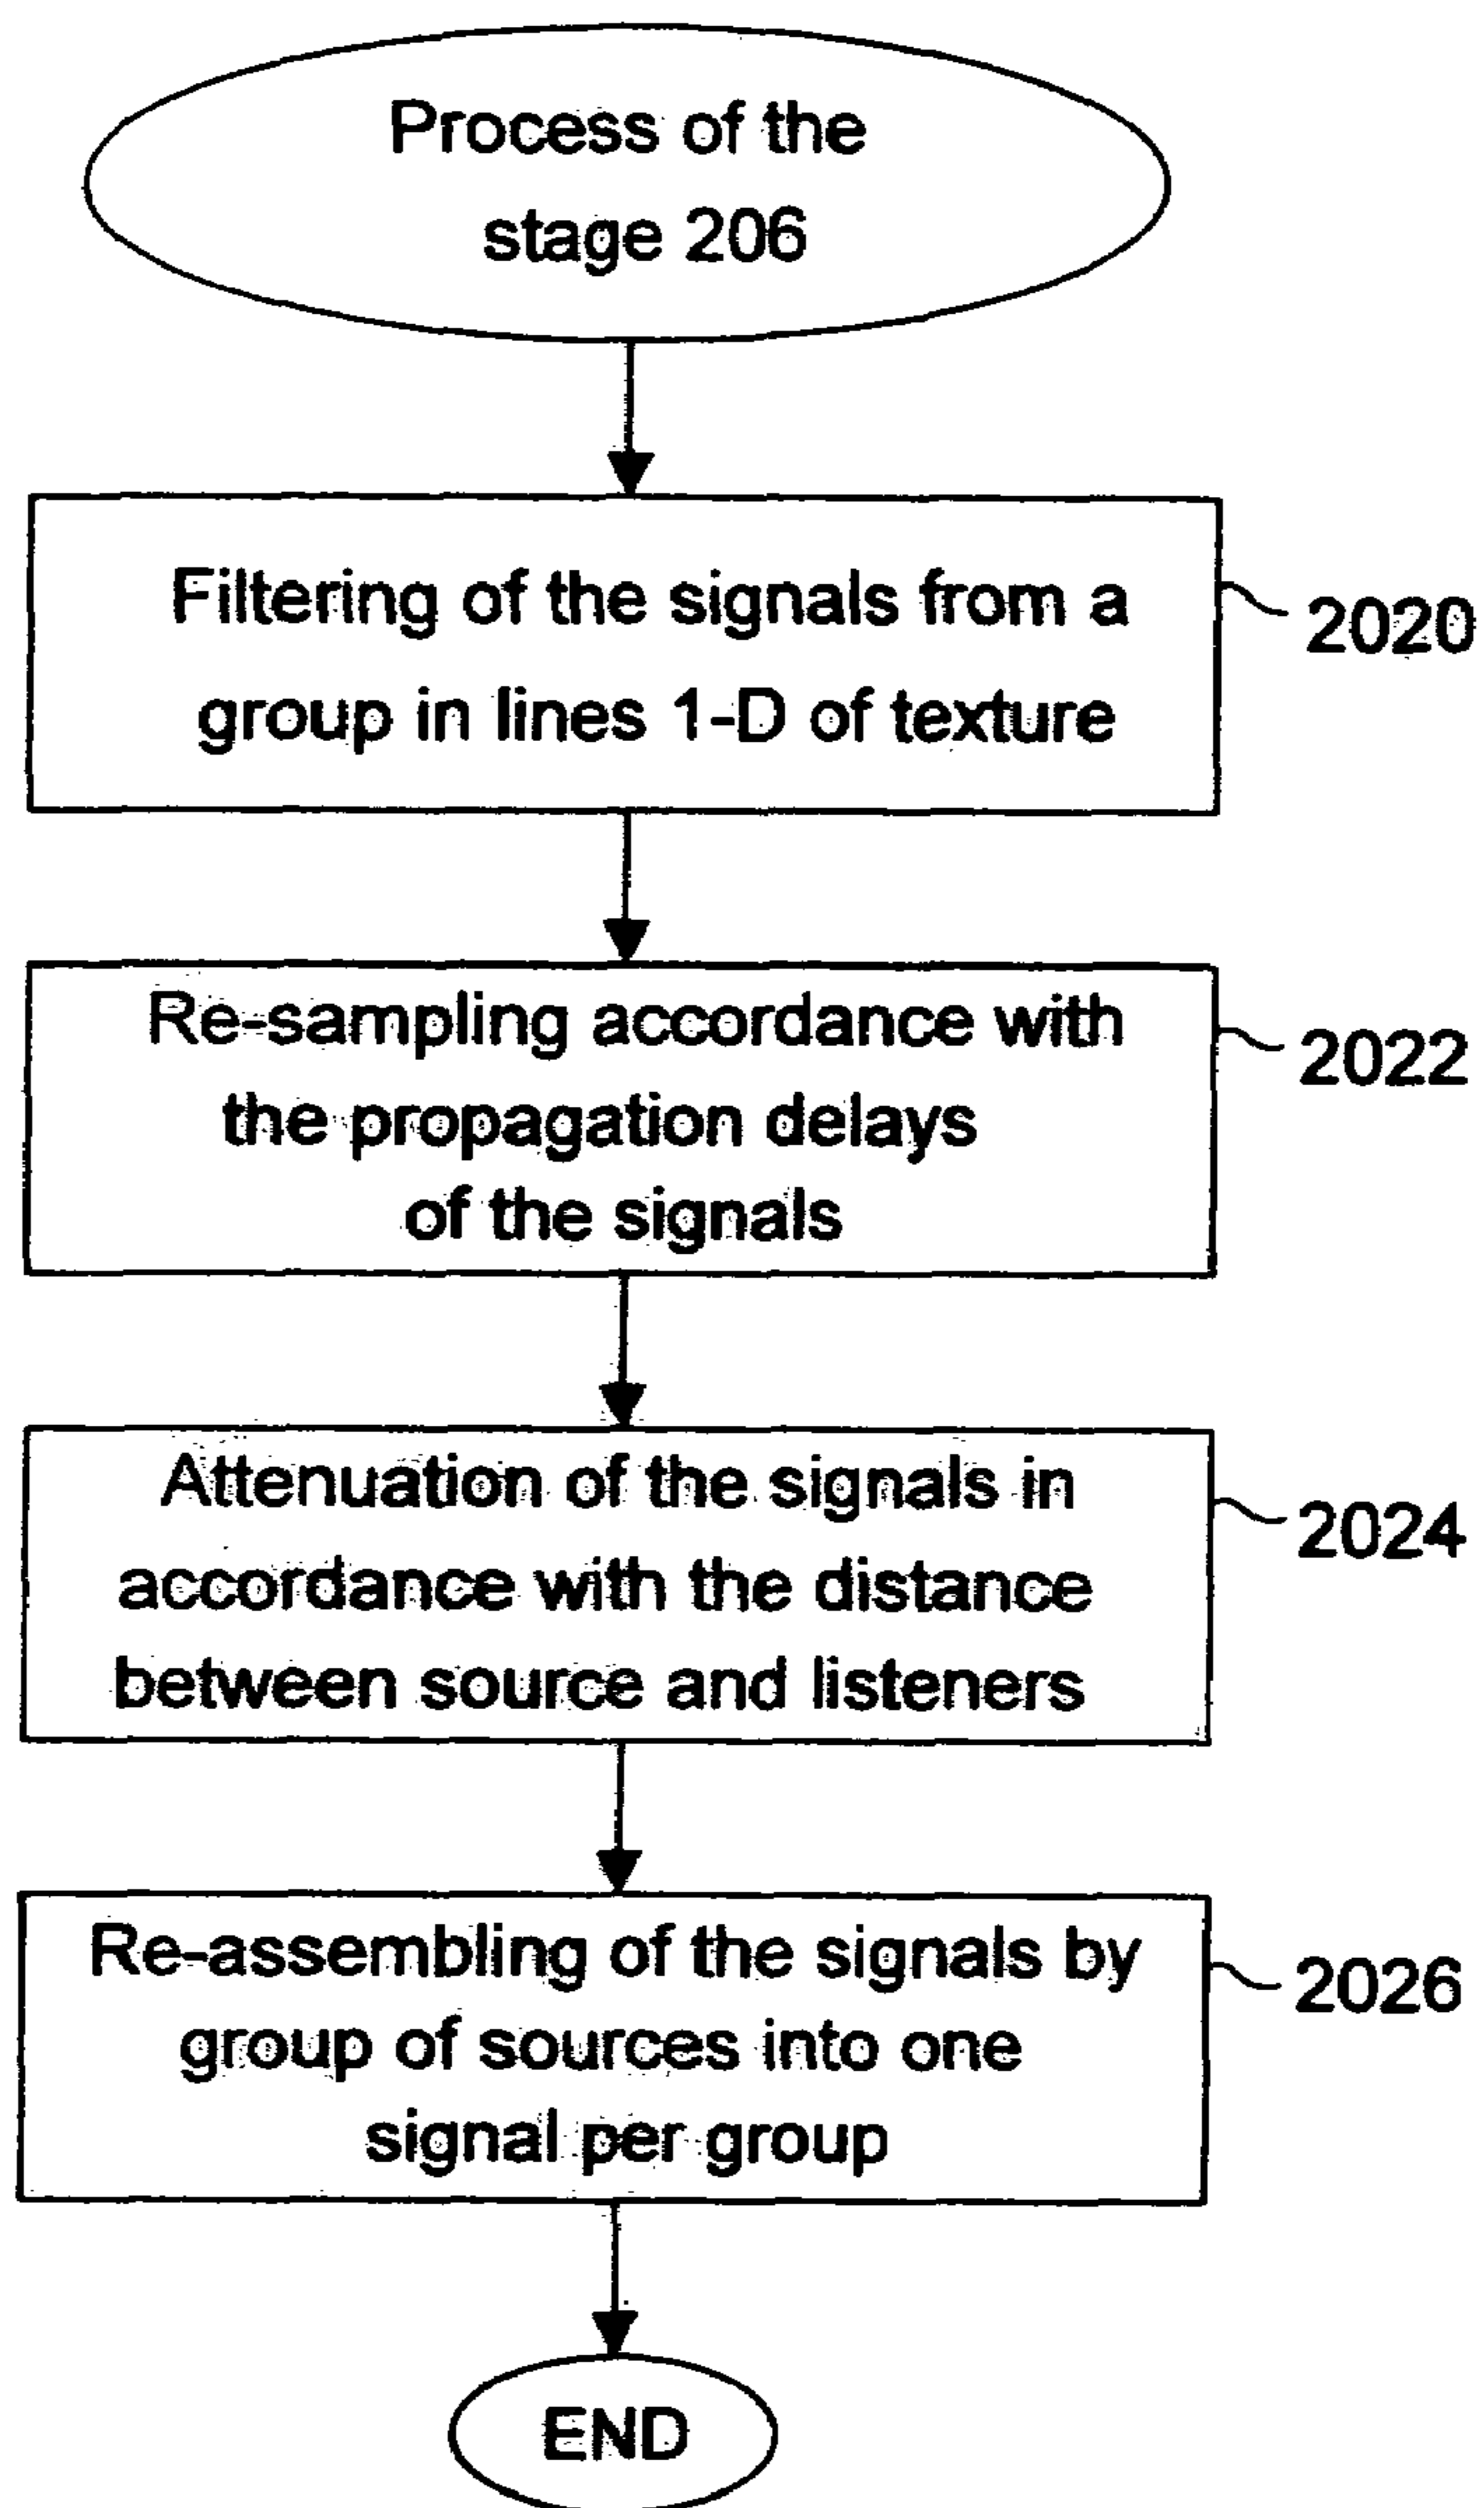 Process of the
stage 206
Filtering of the signals from a
group in lines 1-D of texture
2020
Re-sampling accordance with
the propagation delays
of the signals
2022
Attenuation of the signals in
accordance with the distance
between source and listeners
2024
Re-assembling of the signals by
group of sources into one
signal per group
2026
END